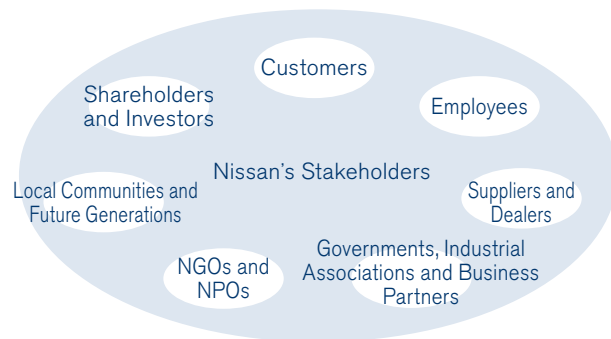 Customers
Shareholders
and Investors
Employees
Nissan's Stakeholders
Local Communities and
Future Generations
Suppliers and
Dealers
NGOs and
NPOs
Governments, Industrial
Associations and Business
Partners